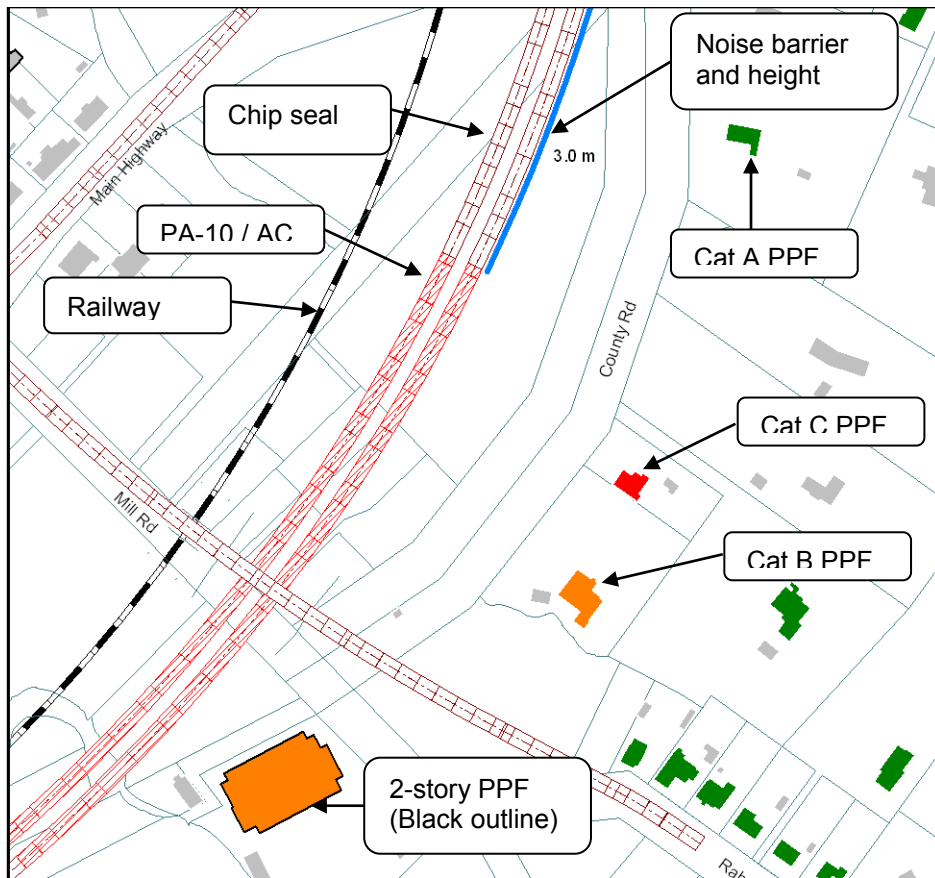 Noise barrier
and height
Chip seal
3.0 m
Main Highway
PA-10 / AC
Cat A PPF
Railway
County Rd
Cat C PPF
Mill Rd
Cat B PPF
2-story PPF
(Black outline)
Rab